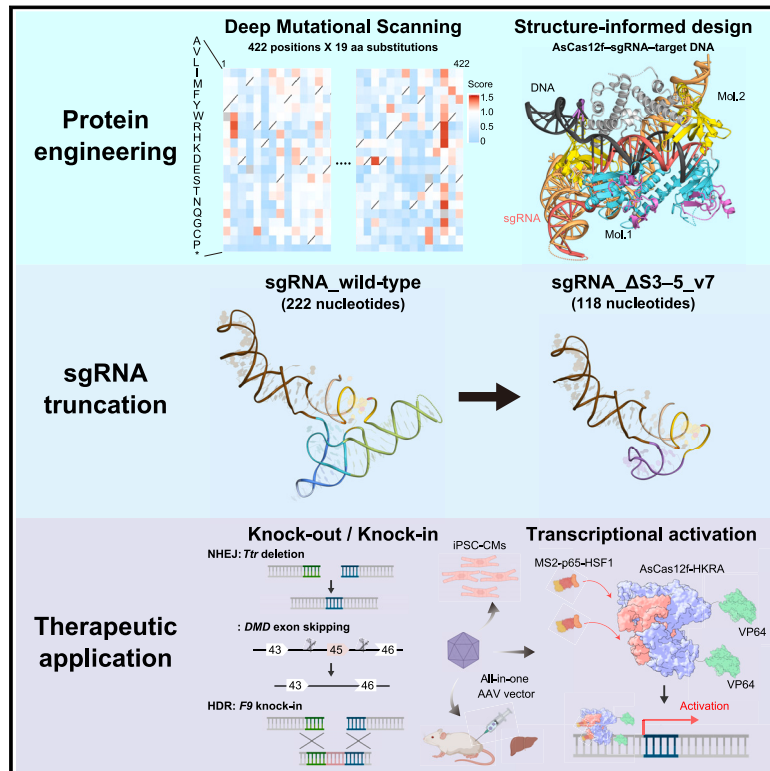 Protein
engineering
Deep Mutational Scanning
422 positions X 19 aa substitutions
A
V
L
I
M
F
Y
W
R
H
K
D
E
S
T
N
Q
G
C
P
*
1
422
....
Score
1.5
1.0
0.5
0
Structure-informed design
AsCas12f–sgRNA–target DNA
DNA
Mol.2
sgRNA
Mol.1
sgRNA
truncation
sgRNA_wild-type
(222 nucleotides)
sgRNA_ΔS3–5_v7
(118 nucleotides)
Therapeutic
application
Knock-out / Knock-in
NHEJ: Ttr deletion
: DMD exon skipping
43
45
46
43
46
HDR: F9 knock-in
iPSC-CMs
All-in-one
AAV vector
Transcriptional activation
MS2-p65-HSF1
AsCas12f-HKRA
VP64
VP64
Activation